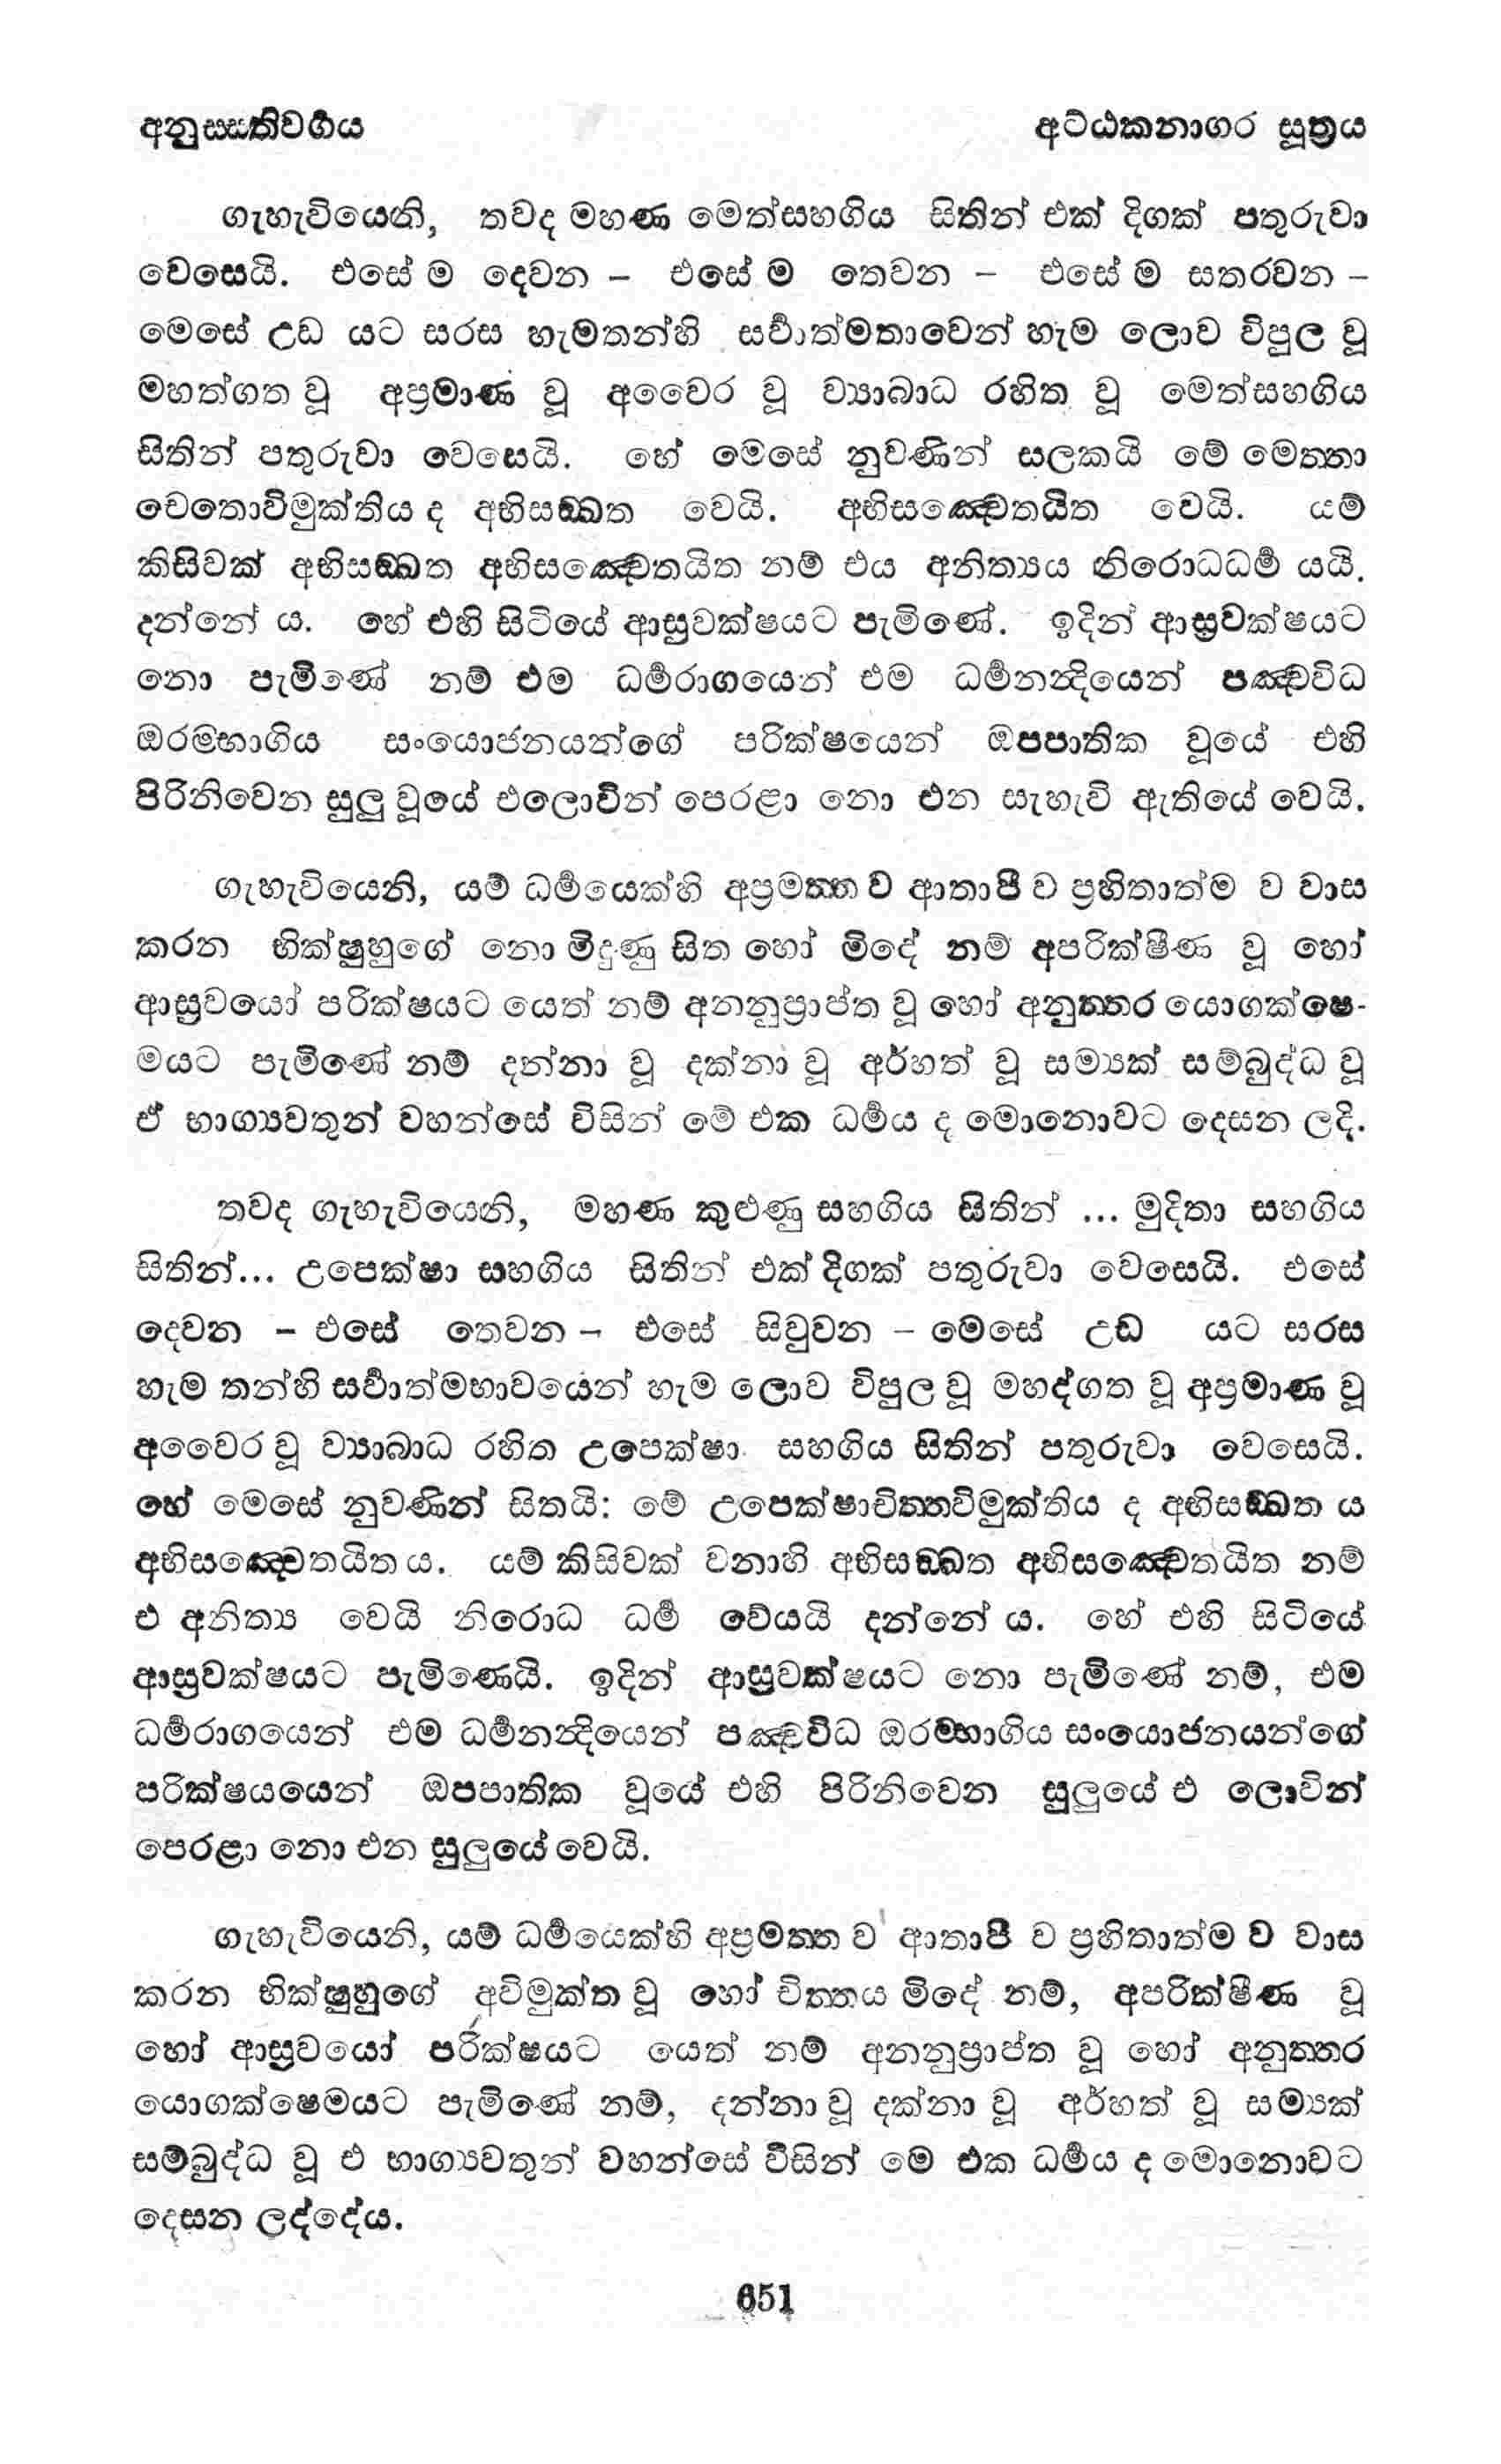 අනුස්සතිවර්‍ගය
අට්ඨකනාගර සූත්‍රය
ගැහැවියෙනි, තවද මහණ මෙත්සහගිය සිතින් එක් දිගක් පතුරුවා
වෙසෙයි. එසේ ම දෙවන – එසේ ම තෙවන – එසේ ම සතරවන –
මෙසේ උඩ යට සරස හැමතන්හි සර්‍වාත්මතාවෙන් හැම ලොව විපුල වූ
මහත්ගත වූ අප්‍රමාණ වූ අවෛර වූ ව්‍යාබාධ රහිත වූ මෙත්සහගිය
සිතින් පතුරුවා වෙසෙයි. හේ මෙසේ නුවණින් සලකයි මේ මෙත්තා
චෙතොවිමුක්තිය ද අභිසඞ්ඛත වෙයි. අභිසඤ්චෙතයිත වෙයි. යම්
කිසිවක් අභිසඞ්ඛත අභිසඤ්චෙතයිත නම් එය අනිත්‍යය නිරොධධර්‍ම යයි.
දන්නේ ය. හේ එහි සිටියේ ආස්‍රවක්ෂයට පැමිණේ. ඉදින් ආස්‍රවක්ෂයට
නො පැමිණේ නම් එම ධර්‍මරාගයෙන් එම ධර්‍මනන්දියෙන් පඤ්චවිධ
ඔරම්භාගිය සංයොජනයන්ගේ පරික්ෂයෙන් ඔපපාතික වූයේ එහි
පිරිනිවෙන සුලු වූයේ එලොවින් පෙරළා නො එන සැහැවි ඇතියේ වෙයි.
ගැහැවියෙනි, යම් ධර්‍මයෙක්හි අප්‍රමත්ත ව ආතාපී ව ප්‍රහිතාත්ම ව වාස
කරන භික්ෂුහුගේ නො මිදුණු සිත හෝ මිදේ නම් අපරික්ෂීණ වූ හෝ
ආස්‍රවයෝ පරික්ෂයට යෙත් නම් අනනුප්‍රාප්ත වූ හෝ අනුත්තර යොගක්ෂෙ-
මයට පැමිණේ නම් දන්නා වූ දක්නා වූ අර්හත් වූ සම්‍යක් සම්බුද්ධ වූ
ඒ භාග්‍යවතුන් වහන්සේ විසින් මේ එක ධර්‍මය ද මොනොවට දෙසන ලදි.
තවද ගැහැවියෙනි, මහණ කුළුණු සහගිය සිතින් ... මුදිතා සහගිය
සිතින්... උපෙක්ෂා සහගිය සිතින් එක් දිගක් පතුරුවා වෙසෙයි. එසේ
දෙවන – එසේ තෙවන – එසේ සිවුවන – මෙසේ උඩ යට සරස
හැම තන්හි සර්‍වාත්මභාවයෙන් හැම ලොව විපුල වූ මහද්ගත වූ අප්‍රමාණ වූ
අවෛර වූ ව්‍යාබාධ රහිත උපෙක්ෂා සහගිය සිතින් පතුරුවා වෙසෙයි.
හේ මෙසේ නුවණින් සිතයි: මේ උපෙක්ෂාචිත්තවිමුක්තිය ද අභිසඞ්ඛත ය
අභිසඤ්චෙතයිත ය. යම් කිසිවක් වනාහි අභිසඞ්ඛත අභිසඤ්චෙතයිත නම්
එ අනිත්‍ය වෙයි නිරොධ ධර්‍ම වේයයි දන්නේ ය. හේ එහි සිටියේ
ආස්‍රවක්ෂයට පැමිණෙයි. ඉදින් ආස්‍රවක්ෂයට නො පැමිණේ නම්, එම
ධර්‍මරාගයෙන් එම ධර්‍මනන්දියෙන් පඤ්චවිධ ඔරම්භාගිය සංයොජනයන්ගේ
පරික්ෂයයෙන් ඔපපාතික වූයේ එහි පිරිනිවෙන සුලුයේ එ ලොවින්
පෙරළා නො එන සුලුයේ වෙයි.
ගැහැවියෙනි, යම් ධර්‍මයෙක්හි අප්‍රමත්ත ව ආතාපී ව ප්‍රහිතාත්ම ව වාස
කරන භික්ෂුහුගේ අවිමුක්ත වූ හෝ චිත්තය මිදේ නම්, අපරික්ෂීණ වූ
හෝ ආස්‍රවයෝ පරික්ෂයට යෙත් නම් අනනුප්‍රාප්ත වූ හෝ අනුත්තර
යොගක්ෂෙමයට පැමිණේ නම්, දන්නා වූ දක්නා වූ අර්හත් වූ සම්‍යක්
සම්බුද්ධ වූ එ භාග්‍යවතුන් වහන්සේ විසින් මෙ එක ධර්‍මය ද මොනොවට
දෙසන ලද්දේය.
651